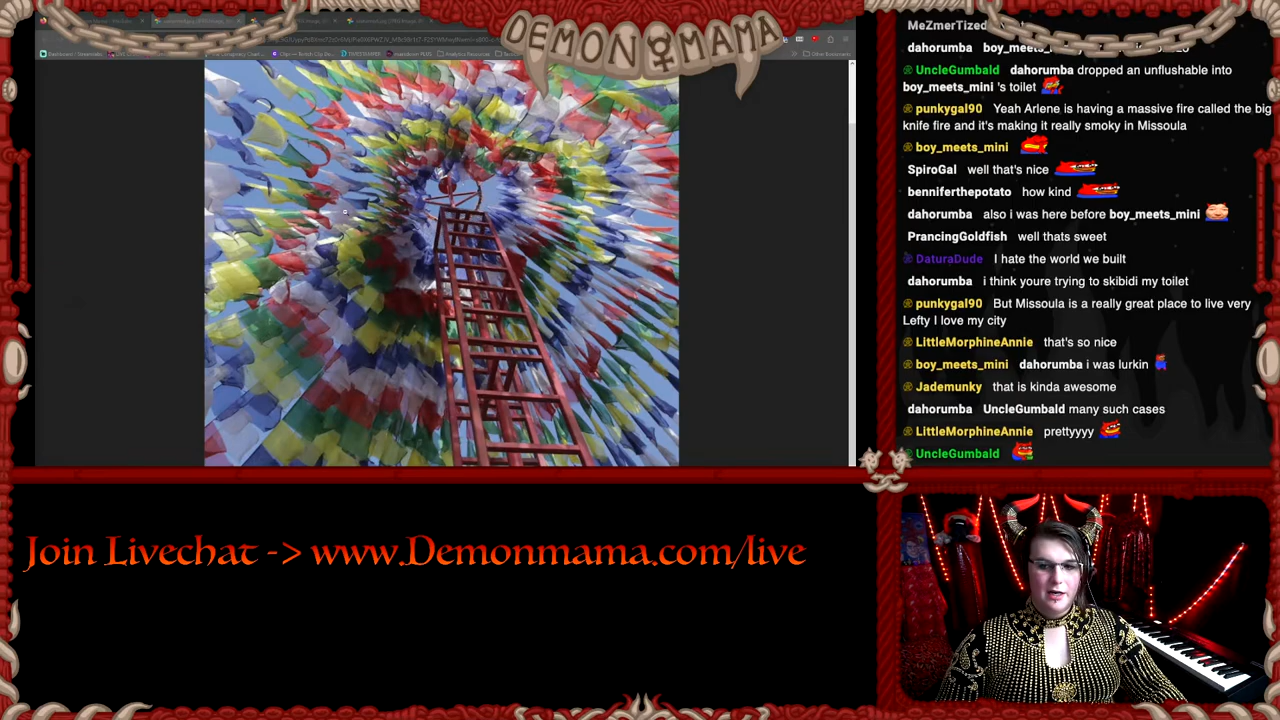 DEMON MAMA
MeZmerTized
dahorumba
UncleGumbald dahorumba dropped an unflushable into
boy_meets_mini 's toilet
punkygal90 Yeah Arlene is having a massive fire called the big
knife fire and it's making it really smoky in Missoula
boy_meets_mini
SpiroGal well that's nice
benniferthepotato how kind
dahorumba also i was here before boy_meets_mini
PrancingGoldfish well thats sweet
DaturaDude I hate the world we built
dahorumba i think youre trying to skibidi my toilet
punkygal90 But Missoula is a really great place to live very
Lefty I love my city
LittleMorphineAnnie that's so nice
boy_meets_mini dahorumba i was lurkin
Jademunky that is kinda awesome
dahorumba UncleGumbald many such cases
LittleMorphineAnnie prettyyyy
UncleGumbald
Join Livechat -> www.Demonmama.com/live